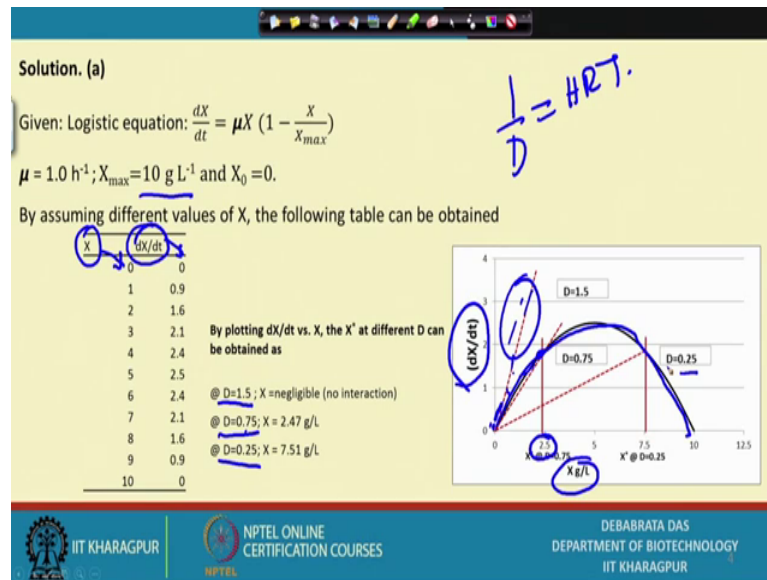 Solution. (a)
1/D = HRT.
Given: Logistic equation: dX/dt = μX (1 − X/Xmax)
μ = 1.0 h⁻¹ ; Xmax=10 g L⁻¹ and X₀ =0.
By assuming different values of X, the following table can be obtained
X dX/dt
0 0
1 0.9
2 1.6
3 2.1
4 2.4
5 2.5
6 2.4
7 2.1
8 1.6
9 0.9
10 0
By plotting dX/dt vs. X, the X* at different D can
be obtained as
@ D=1.5 ; X =negligible (no interaction)
@ D=0.75; X = 2.47 g/L
@ D=0.25; X = 7.51 g/L
(dX/dt)
4
3
2
1
0
D=1.5
D=0.75
D=0.25
0 2.5 5 7.5 10 12.5
X* @ D=0.75 X* @ D=0.25
X g/L
IIT KHARAGPUR
NPTEL
NPTEL ONLINE
CERTIFICATION COURSES
DEBABRATA DAS
DEPARTMENT OF BIOTECHNOLOGY
IIT KHARAGPUR
4